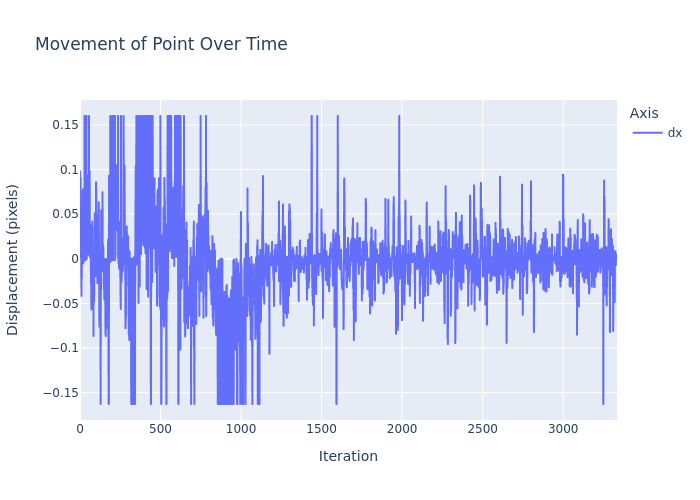 Movement of Point Over Time
Axis
dx
Displacement (pixels)
0.15
0.1
0.05
0
−0.05
−0.1
−0.15
0 500 1000 1500 2000 2500 3000
Iteration